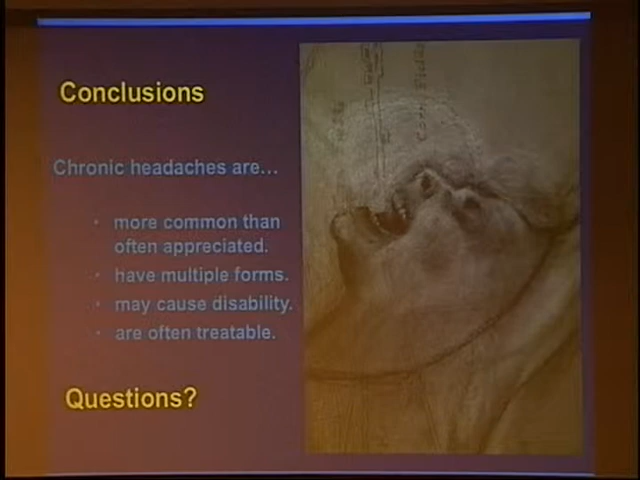 Conclusions
Chronic headaches are...
· more common than
often appreciated.
· have multiple forms.
· may cause disability.
· are often treatable.
Questions?